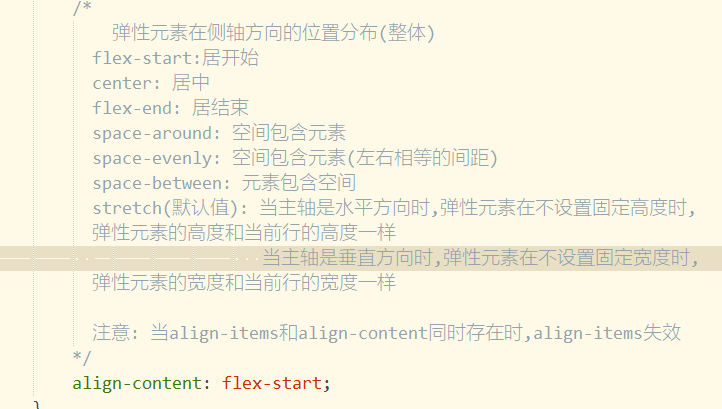 /*
弹性元素在侧轴方向的位置分布(整体)
flex-start:居开始
center: 居中
flex-end: 居结束
space-around: 空间包含元素
space-evenly: 空间包含元素(左右相等的间距)
space-between: 元素包含空间
stretch(默认值): 当主轴是水平方向时,弹性元素在不设置固定高度时,
弹性元素的高度和当前行的高度一样
当主轴是垂直方向时,弹性元素在不设置固定宽度时,
弹性元素的宽度和当前行的宽度一样
注意: 当align-items和align-content同时存在时,align-items失效
*/
align-content: flex-start;
}